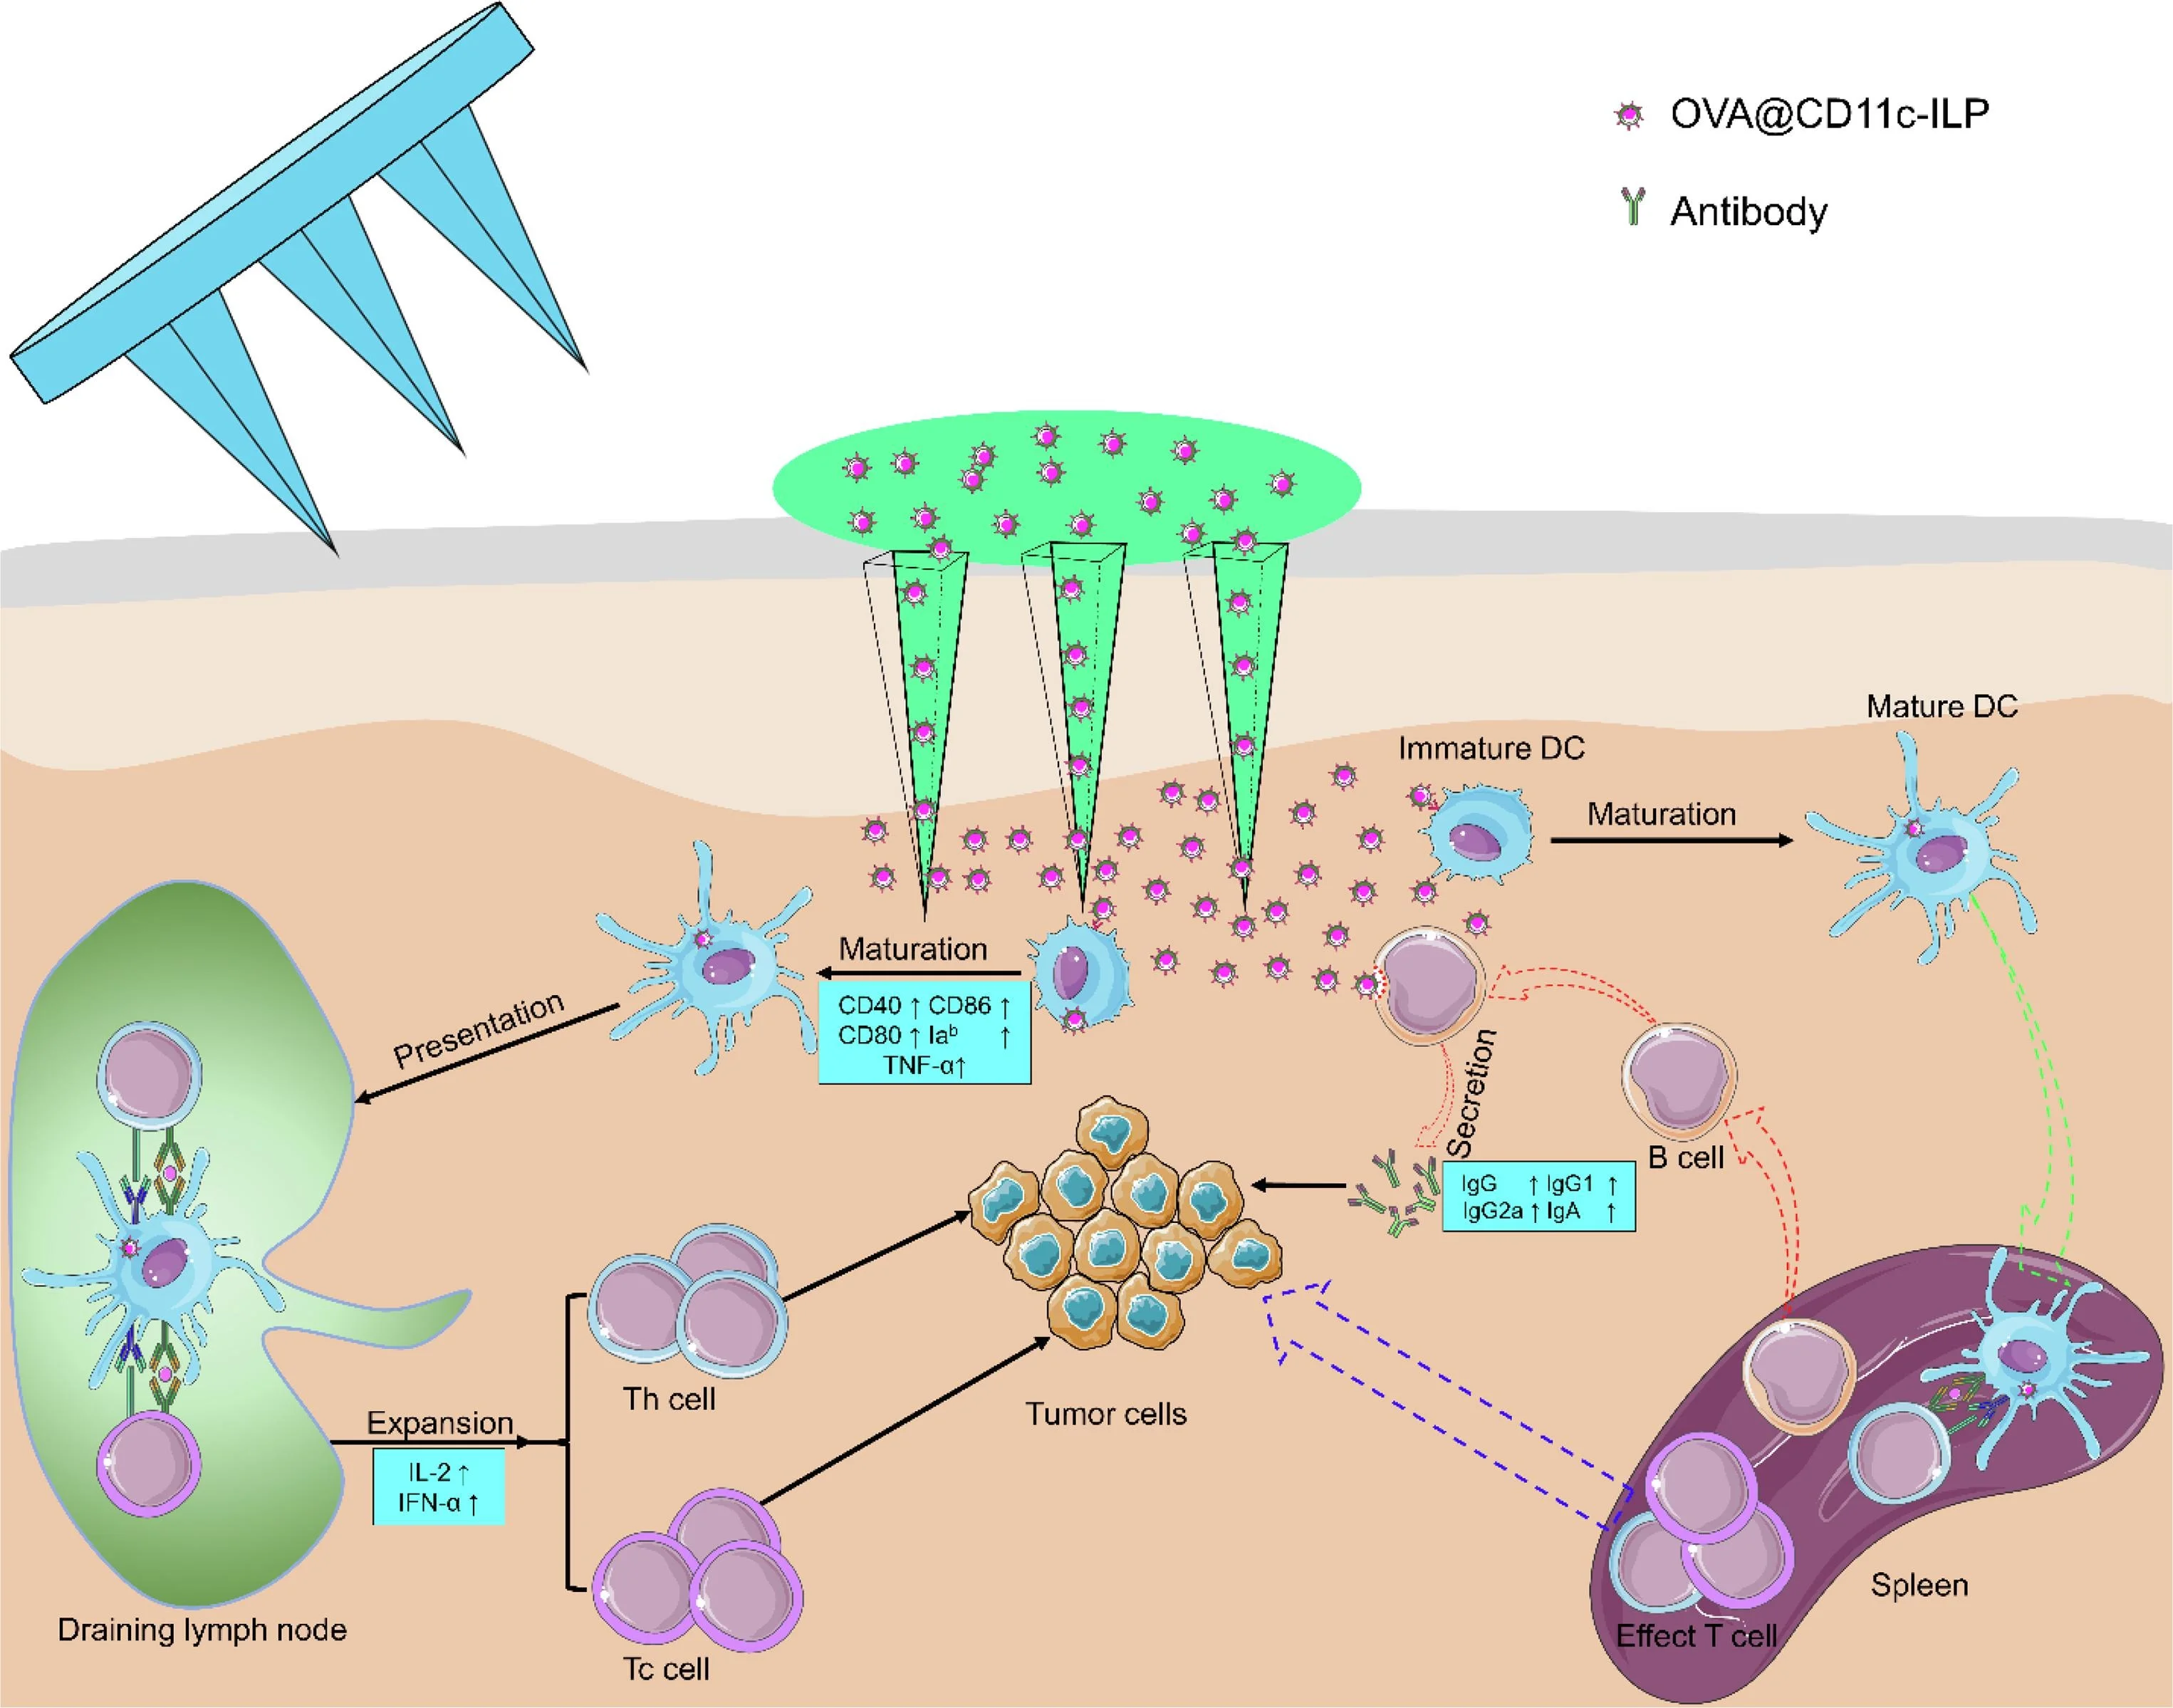 OVA@CD11c-ILP
Antibody
Mature DC
Immature DC
Maturation
Maturation
CD40 ↑ CD86 ↑
CD80 ↑ Iaᵇ ↑
TNF-α↑
Presentation
Secretion
B cell
IgG ↑ IgG1 ↑
IgG2a ↑ IgA ↑
Th cell
Tumor cells
Expansion
IL-2 ↑
IFN-α ↑
Spleen
Effect T cell
Draining lymph node
Tc cell